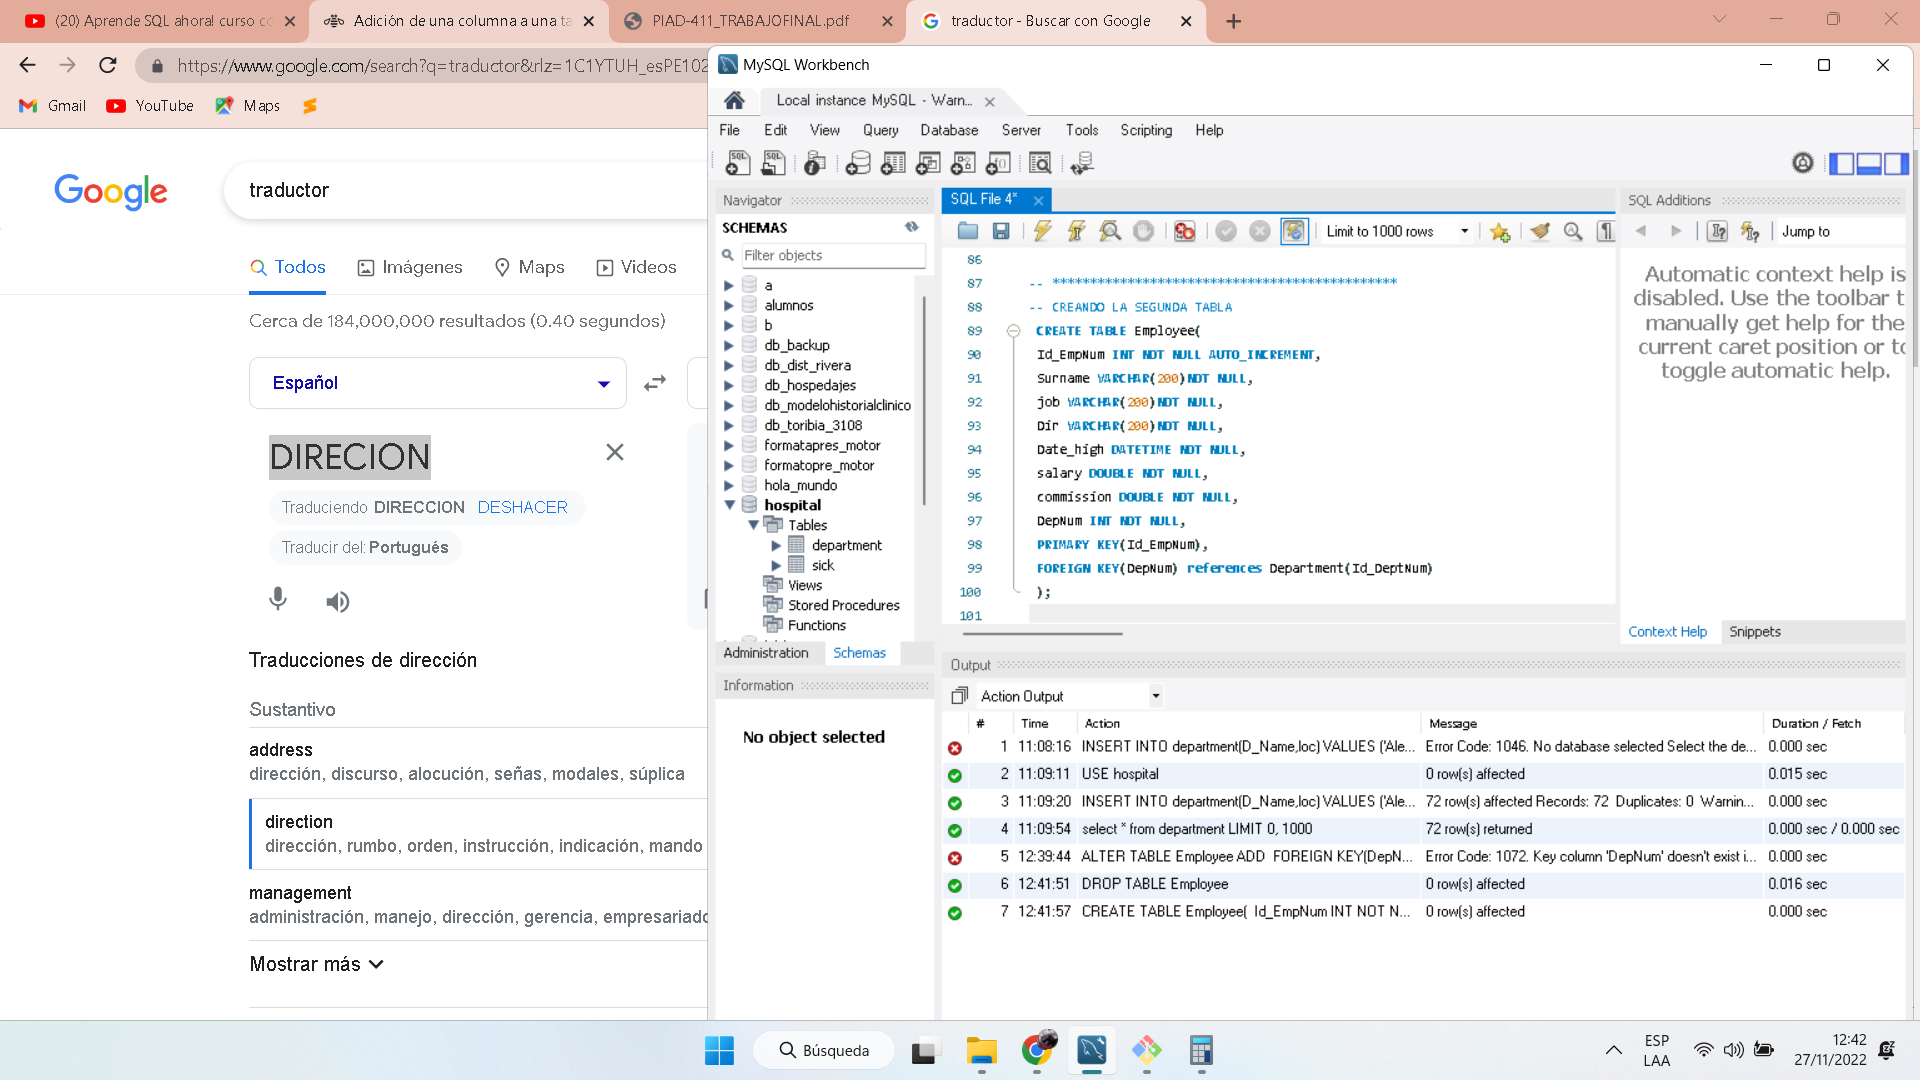 (20) Aprende SQL ahora! curso co
Adición de una columna a una ta
PIAD-411_TRABAJOFINAL.pdf
traductor - Buscar con Google
https://www.google.com/search?q=traductor&rlz=1C1YTUH_esPE102
Gmail
YouTube
Maps
Google
traductor
Todos
Imágenes
Maps
Videos
Cerca de 184,000,000 resultados (0.40 segundos)
Español
DIRECION
Traduciendo DIRECCION DESHACER
Traducir del: Portugués
Traducciones de dirección
Sustantivo
address
dirección, discurso, alocución, señas, modales, súplica
direction
dirección, rumbo, orden, instrucción, indicación, mando
management
administración, manejo, dirección, gerencia, empresariado
Mostrar más
MySQL Workbench
Local instance MySQL - Warn...
File Edit View Query Database Server Tools Scripting Help
Navigator
SCHEMAS
Filter objects
a
alumnos
b
db_backup
db_dist_rivera
db_hospedajes
db_modelohistorialclinico
db_toribia_3108
formatapres_motor
formatopre_motor
hola_mundo
hospital
Tables
department
sick
Views
Stored Procedures
Functions
Administration Schemas
Information
No object selected
SQL File 4*
Limit to 1000 rows
86
87 -- **********************************************
88 -- CREANDO LA SEGUNDA TABLA
89 CREATE TABLE Employee(
90 Id_EmpNum INT NOT NULL AUTO_INCREMENT,
91 Surname VARCHAR(200)NOT NULL,
92 job VARCHAR(200)NOT NULL,
93 Dir VARCHAR(200)NOT NULL,
94 Date_high DATETIME NOT NULL,
95 salary DOUBLE NOT NULL,
96 commission DOUBLE NOT NULL,
97 DepNum INT NOT NULL,
98 PRIMARY KEY(Id_EmpNum),
99 FOREIGN KEY(DepNum) references Department(Id_DeptNum)
100 );
101
SQL Additions
Jump to
Automatic context help is
disabled. Use the toolbar t
manually get help for the
current caret position or to
toggle automatic help.
Context Help Snippets
Output
Action Output
# Time Action Message Duration / Fetch
1 11:08:16 INSERT INTO department(D_Name,loc) VALUES ('Ale... Error Code: 1046. No database selected Select the de... 0.000 sec
2 11:09:11 USE hospital 0 row(s) affected 0.015 sec
3 11:09:20 INSERT INTO department(D_Name,loc) VALUES ('Ale... 72 row(s) affected Records: 72 Duplicates: 0 Warnin... 0.000 sec
4 11:09:54 select * from department LIMIT 0, 1000 72 row(s) returned 0.000 sec / 0.000 sec
5 12:39:44 ALTER TABLE Employee ADD FOREIGN KEY(DepN... Error Code: 1072. Key column 'DepNum' doesn't exist i... 0.000 sec
6 12:41:51 DROP TABLE Employee 0 row(s) affected 0.016 sec
7 12:41:57 CREATE TABLE Employee( Id_EmpNum INT NOT N... 0 row(s) affected 0.000 sec
Búsqueda
ESP
LAA
12:42
27/11/2022